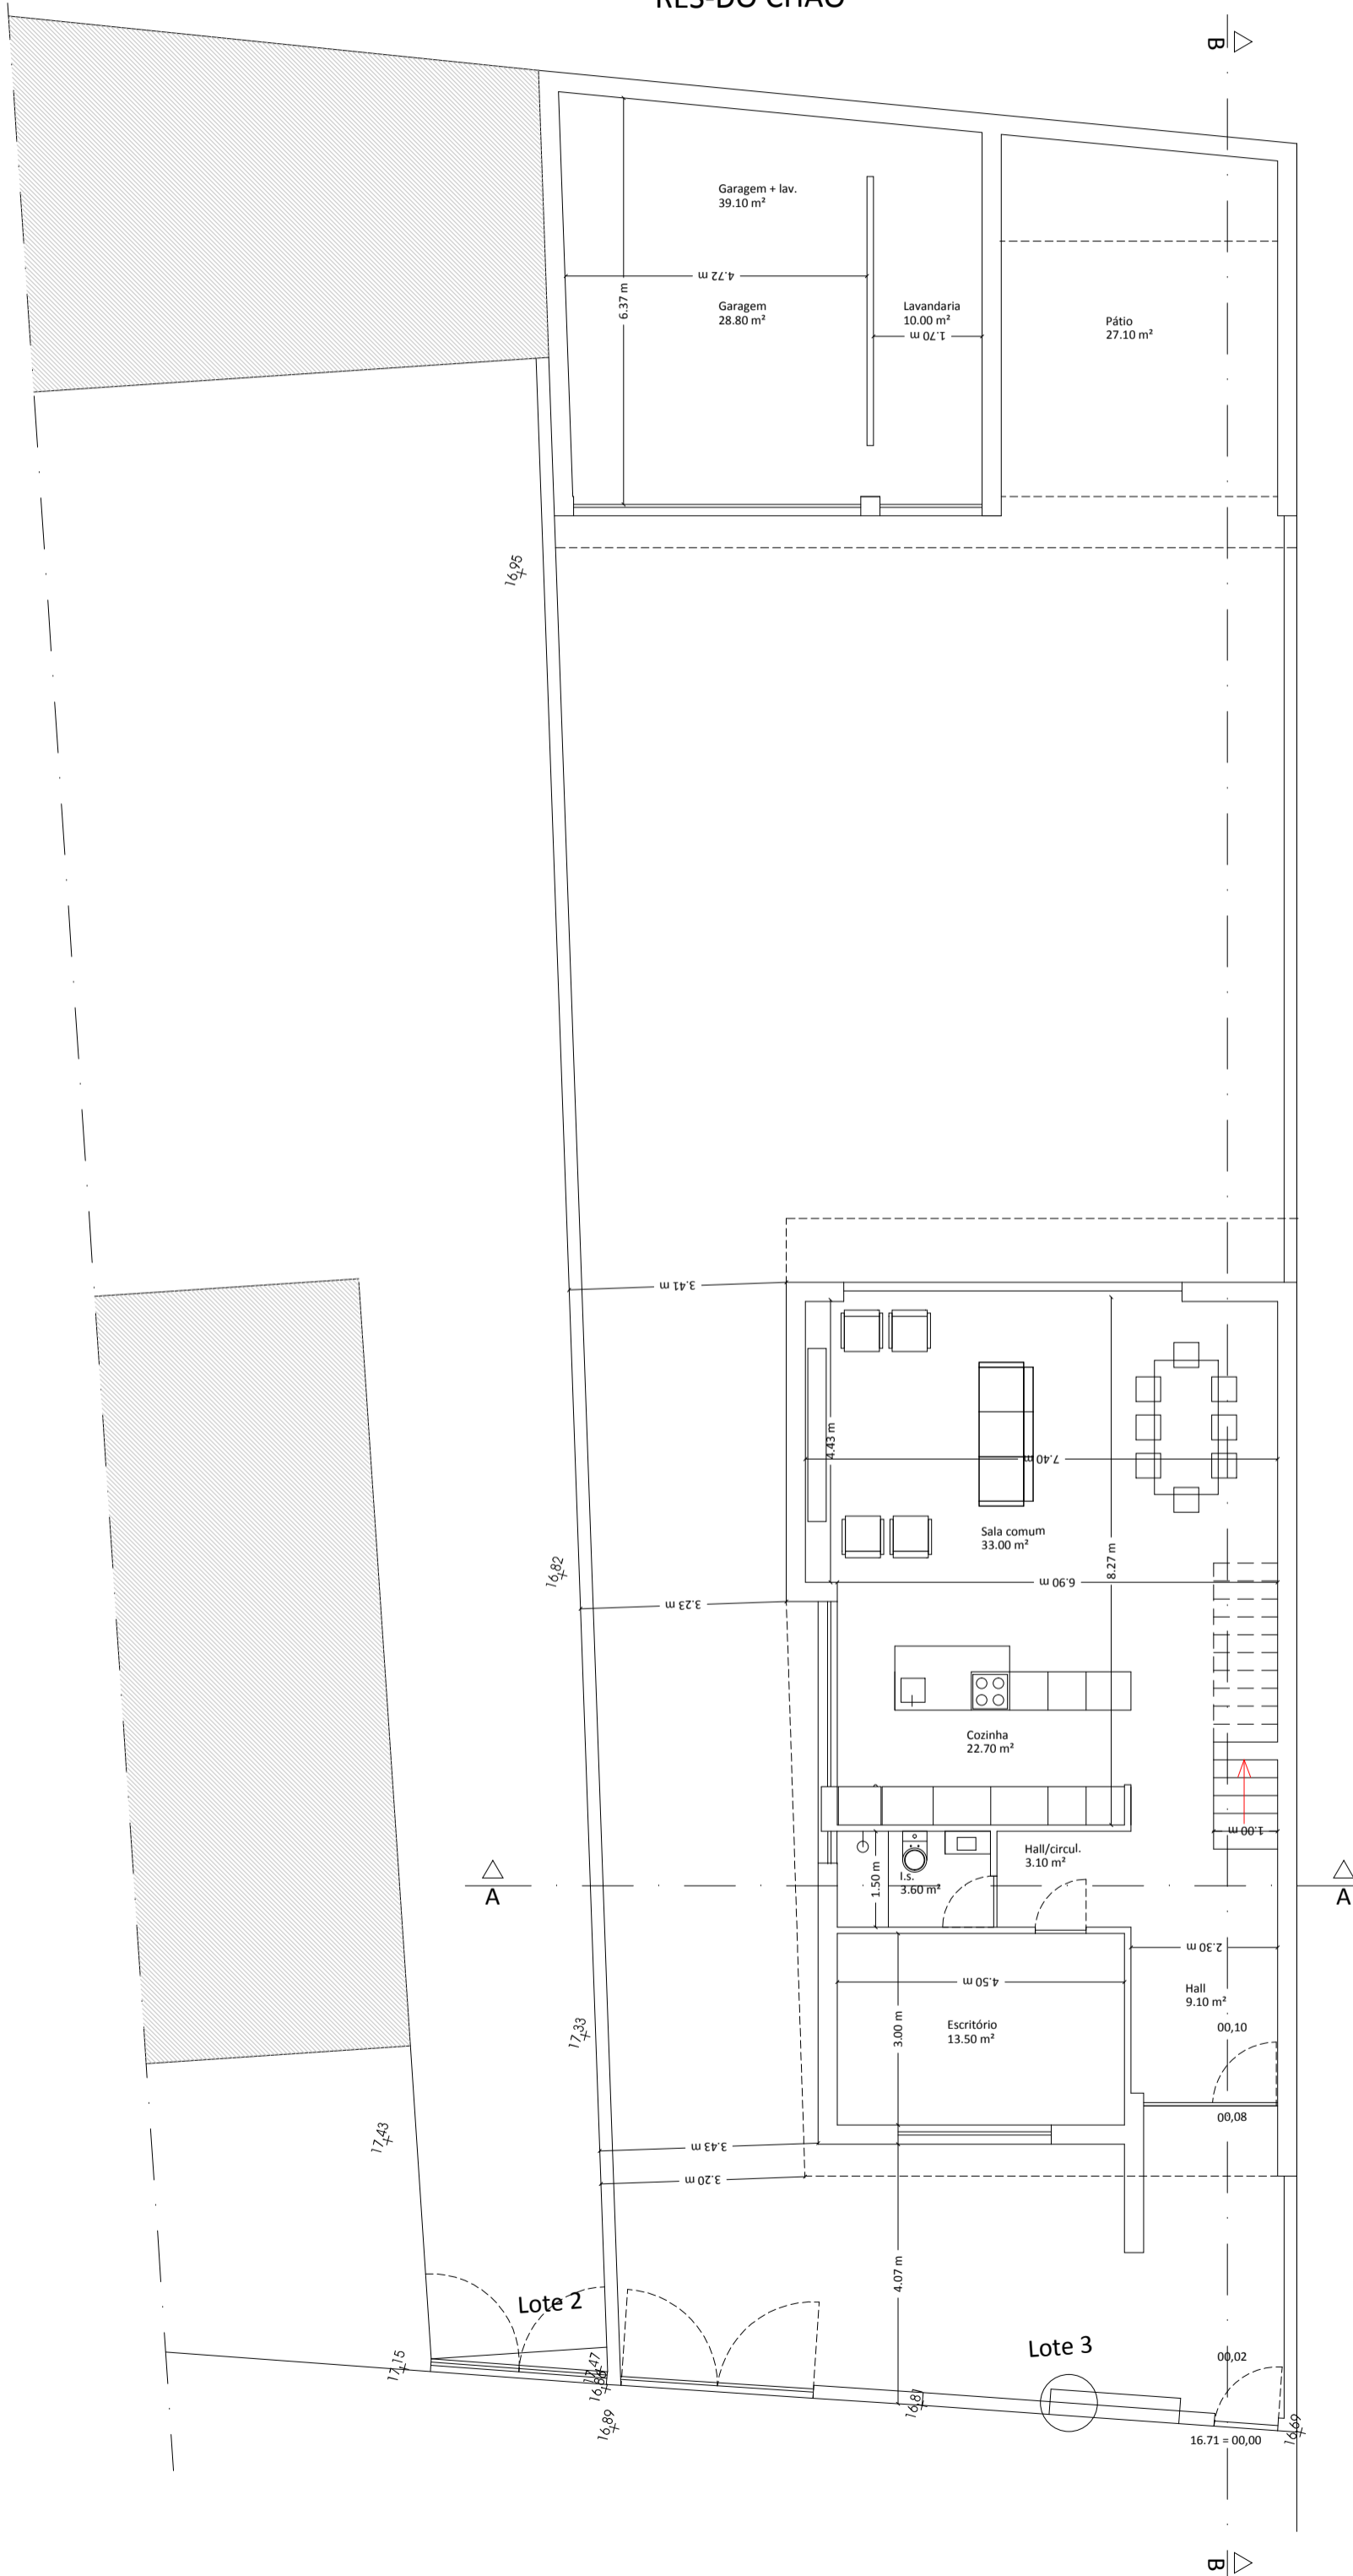 RÉS-DO CHÃO
B
Garagem + lav.
39.10 m²
4.72 m
6.37 m
Garagem
28.80 m²
Lavandaria
10.00 m²
1.70 m
Pátio
27.10 m²
16,95
3.41 m
4.43 m
7.40 m
Sala comum
33.00 m²
8.27 m
16,82
6.90 m
3.23 m
Cozinha
22.70 m²
1.00 m
Hall/circul.
3.10 m²
1.50 m
I.s.
3.60 m²
A
A
2.30 m
4.50 m
Hall
9.10 m²
Escritório
13.50 m²
3.00 m
00,10
17,33
00,08
17,43
3.43 m
3.20 m
4.07 m
Lote 2
Lote 3
00,02
17,15
17,47
16,86
16,81
16,89
16.71 = 00,00
16,69
B